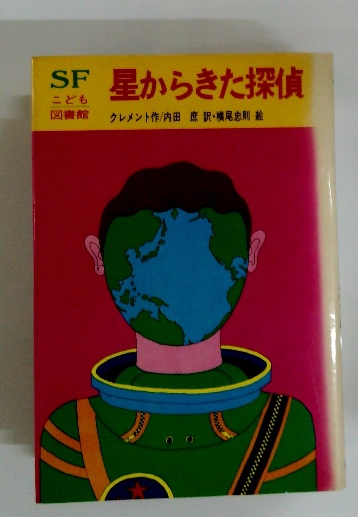 SF
こども
図書館
星からきた探偵
クレメント作/内田 庶 訳・横尾忠則 絵